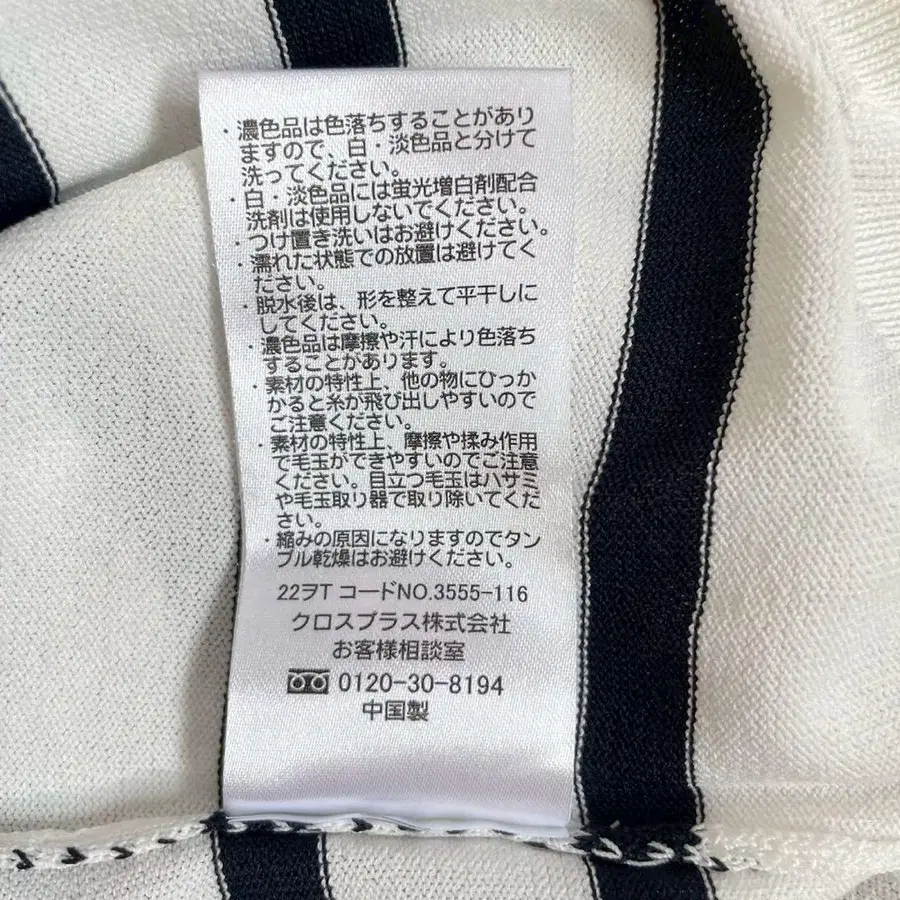 ・濃色品は色落ちすることがあり
ますので、白・淡色品と分けて
洗ってください。
・白・淡色品には蛍光増白剤配合
洗剤は使用しないでください。
・つけ置き洗いはお避けください。
・濡れた状態での放置は避けてく
ださい。
・脱水後は、形を整えて平干しに
してください。
・濃色品は摩擦や汗により色落ち
することがあります。
・素材の特性上、他の物にひっか
かると糸が飛び出しやすいので
ご注意ください。
・素材の特性上、摩擦や揉み作用
で毛玉ができやすいのでご注意
ください。目立つ毛玉はハサミ
や毛玉取り器で取り除いてくだ
さい。
・縮みの原因になりますのでタン
ブル乾燥はお避けください。
22ヲT コードNO.3555-116
クロスプラス株式会社
お客様相談室
0120-30-8194
中国製